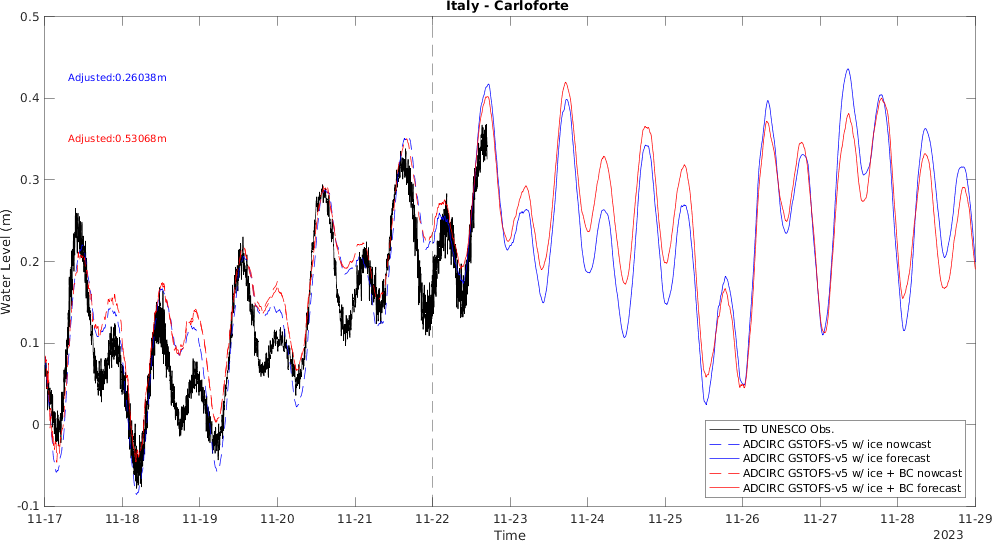 Italy - Carloforte
Adjusted:0.26038m
Adjusted:0.53068m
Water Level (m)
0.5
0.4
0.3
0.2
0.1
0
-0.1
11-17
11-18
11-19
11-20
11-21
11-22
11-23
11-24
11-25
11-26
11-27
11-28
11-29
Time
2023
TD UNESCO Obs.
ADCIRC GSTOFS-v5 w/ ice nowcast
ADCIRC GSTOFS-v5 w/ ice forecast
ADCIRC GSTOFS-v5 w/ ice + BC nowcast
ADCIRC GSTOFS-v5 w/ ice + BC forecast